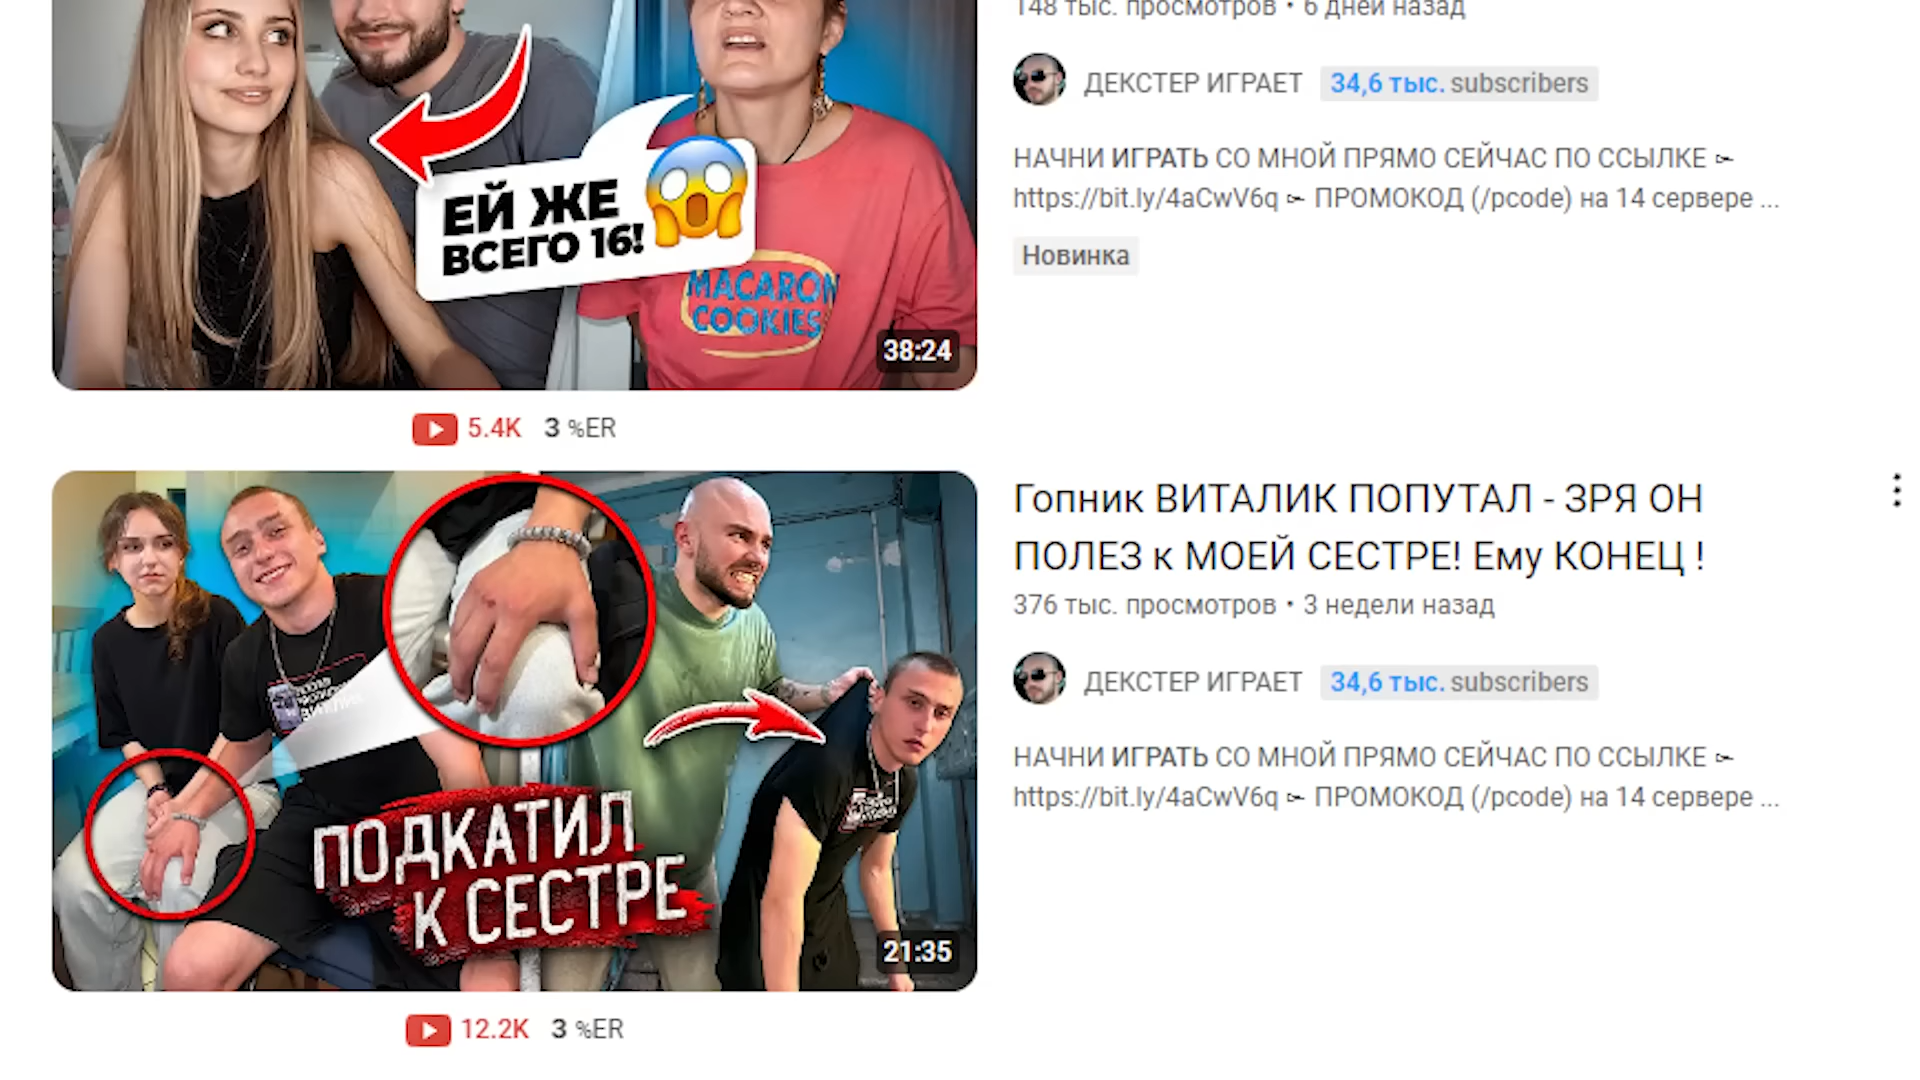 148 тыс. просмотров • 6 дней назад
ДЕКСТЕР ИГРАЕТ 34,6 тыс. subscribers
НАЧНИ ИГРАТЬ СО МНОЙ ПРЯМО СЕЙЧАС ПО ССЫЛКЕ
https://bit.ly/4aCwV6q ПРОМОКОД (/pcode) на 14 сервере ...
Новинка
ЕЙ ЖЕ
ВСЕГО 16!
MACARON
COOKIES
38:24
5.4K 3 %ER
Гопник ВИТАЛИК ПОПУТАЛ - ЗРЯ ОН
ПОЛЕЗ к МОЕЙ СЕСТРЕ! Ему КОНЕЦ !
376 тыс. просмотров • 3 недели назад
ДЕКСТЕР ИГРАЕТ 34,6 тыс. subscribers
НАЧНИ ИГРАТЬ СО МНОЙ ПРЯМО СЕЙЧАС ПО ССЫЛКЕ
https://bit.ly/4aCwV6q ПРОМОКОД (/pcode) на 14 сервере ...
ПОДКАТИЛ
К СЕСТРЕ
21:35
12.2K 3 %ER